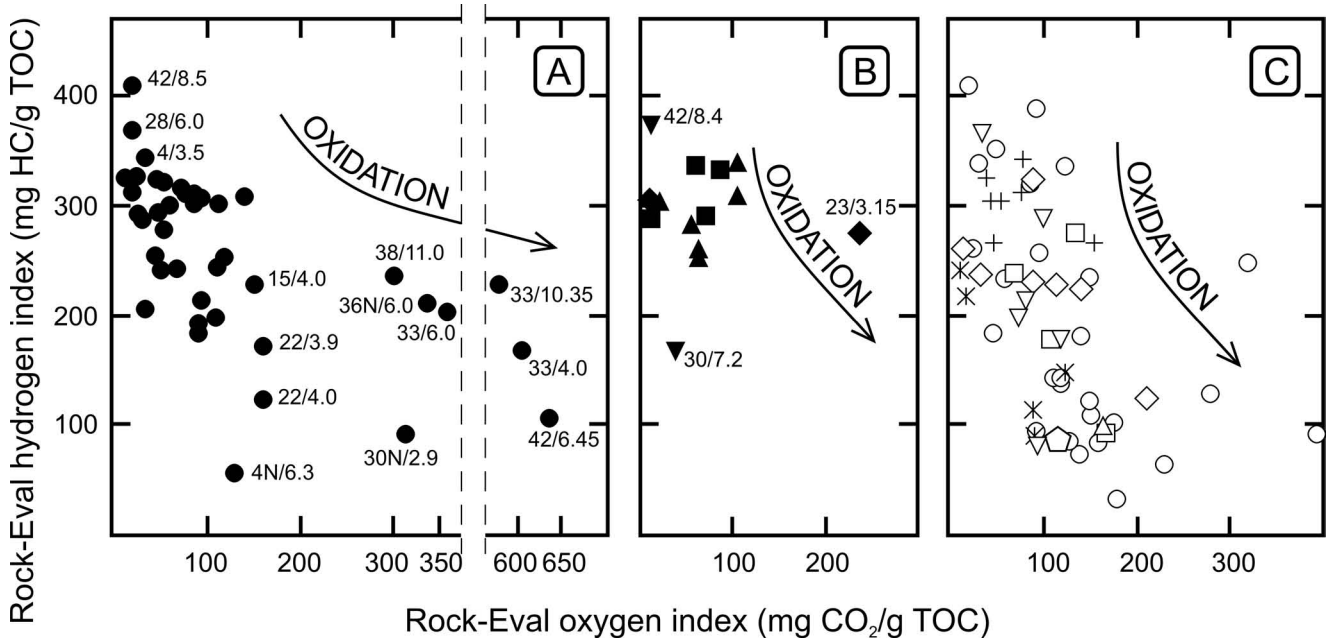 Rock-Eval hydrogen index (mg HC/g TOC)
400
300
200
100
A
42/8.5
28/6.0
4/3.5
OXIDATION
38/11.0
15/4.0
36N/6.0
33/6.0
33/10.35
22/3.9
33/4.0
22/4.0
42/6.45
30N/2.9
4N/6.3
100
200
300
350
600
650
B
42/8.4
OXIDATION
23/3.15
30/7.2
100
200
C
OXIDATION
100
200
300
Rock-Eval oxygen index (mg CO₂/g TOC)